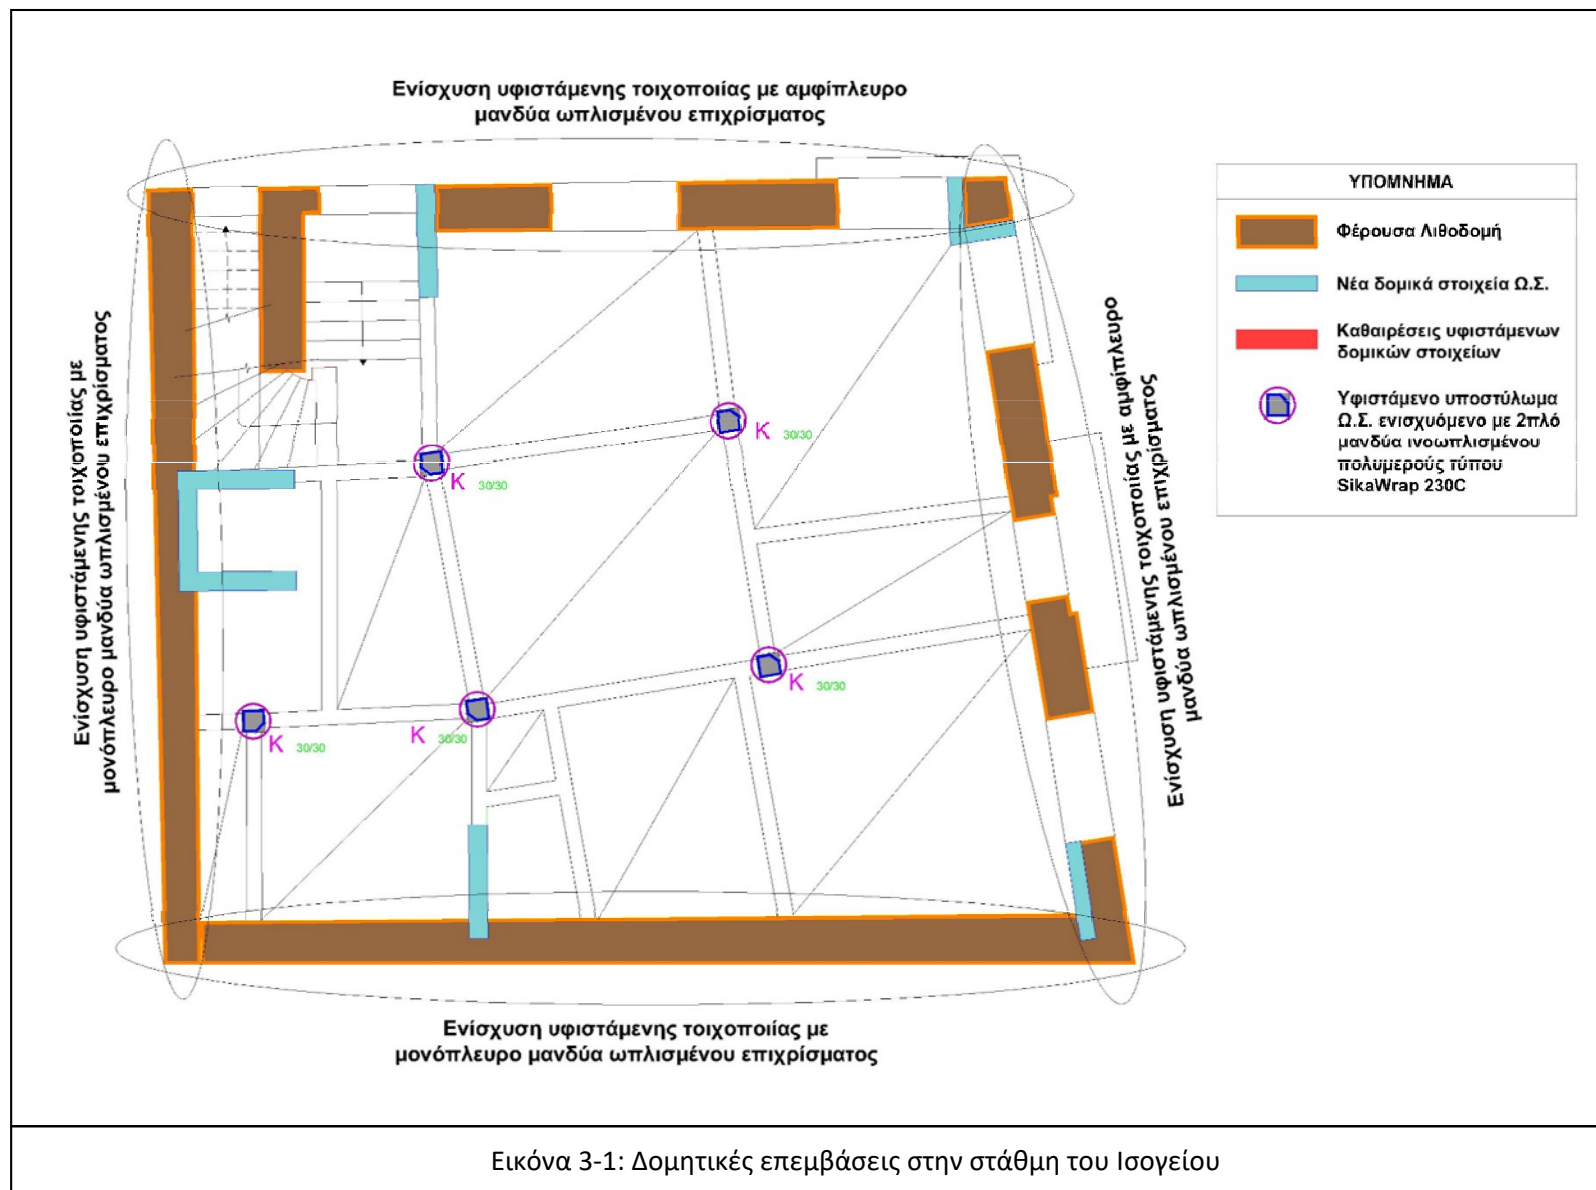 Ενίσχυση υφιστάμενης τοιχοποιίας με αμφίπλευρο
μανδύα ωπλισμένου επιχρίσματος
Ενίσχυση υφιστάμενης τοιχοποιίας με
μονόπλευρο μανδύα ωπλισμένου επιχρίσματος
Κ 30/30
Κ 30/30
Κ 30/30
Κ 30/30
Κ 30/30
Ενίσχυση υφιστάμενης τοιχοποιίας με αμφίπλευρο
μανδύα ωπλισμένου επιχρίσματος
Ενίσχυση υφιστάμενης τοιχοποιίας με
μονόπλευρο μανδύα ωπλισμένου επιχρίσματος
ΥΠΟΜΝΗΜΑ
Φέρουσα Λιθοδομή
Νέα δομικά στοιχεία Ω.Σ.
Καθαιρέσεις υφιστάμενων
δομικών στοιχείων
Υφιστάμενο υποστύλωμα
Ω.Σ. ενισχυόμενο με 2πλό
μανδύα ινοωπλισμένου
πολυμερούς τύπου
SikaWrap 230C
Εικόνα 3-1: Δομητικές επεμβάσεις στην στάθμη του Ισογείου